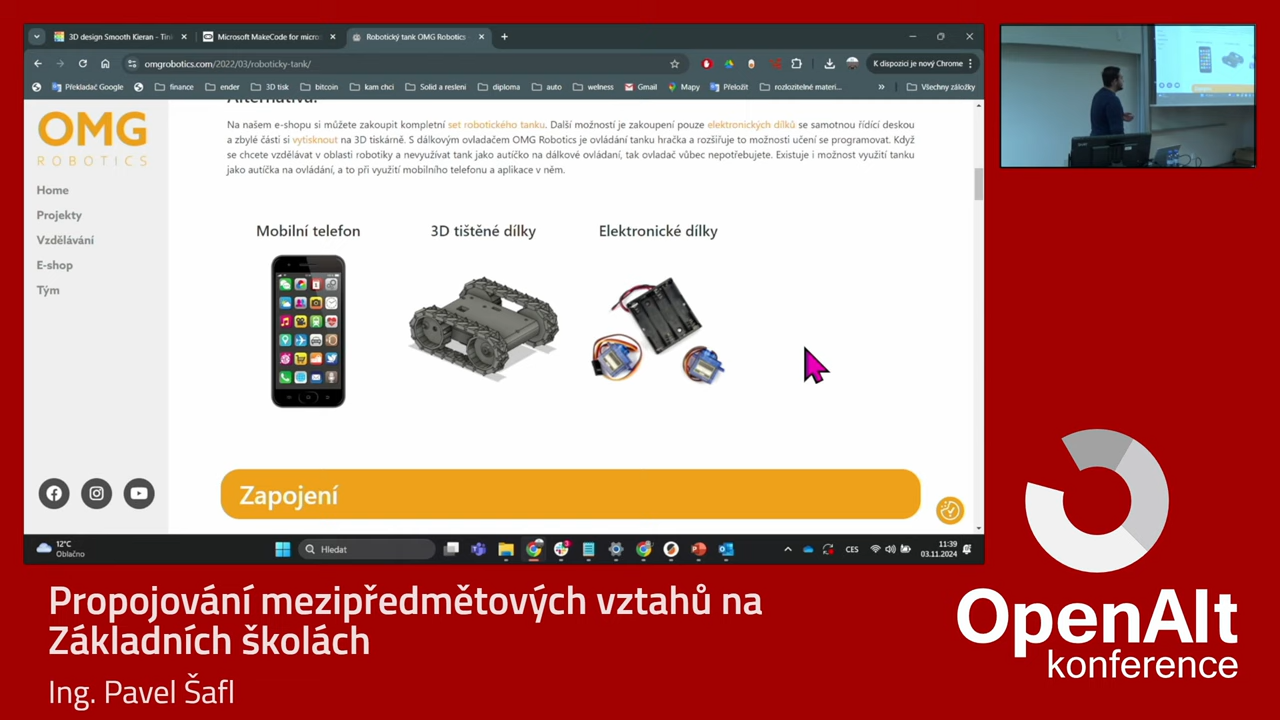 3D design Smooth Kieran - Tink
Microsoft MakeCode for micro
Robotický tank OMG Robotics
omgrobotics.com/2022/03/roboticky-tank/
K dispozici je nový Chrome
Překladač Google
finance
ender
3D tisk
bitcoin
kam chci
Solid a reslení
diploma
auto
welness
Gmail
Mapy
Přeložit
rozlozitelne materi...
»
Všechny záložky
OMG
ROBOTICS
Home
Projekty
Vzdělávání
E-shop
Tým
Alternativa:
Na našem e-shopu si můžete zakoupit kompletní set robotického tanku. Další možností je zakoupení pouze elektronických dílků se samotnou řídící deskou
a zbylé části si vytisknout na 3D tiskárně. S dálkovým ovladačem OMG Robotics je ovládání tanku hračka a rozšiřuje to možnosti učení se programovat. Když
se chcete vzdělávat v oblasti robotiky a nevyužívat tank jako autíčko na dálkové ovládání, tak ovladač vůbec nepotřebujete. Existuje i možnost využití tanku
jako autíčka na ovládání, a to při využití mobilního telefonu a aplikace v něm.
Mobilní telefon
3D tištěné dílky
Elektronické dílky
Zapojení
12°C
Oblačno
Hledat
CES
11:39
03.11.2024
Propojování mezipředmětových vztahů na
Základních školách
Ing. Pavel Šafl
OpenAlt
konference